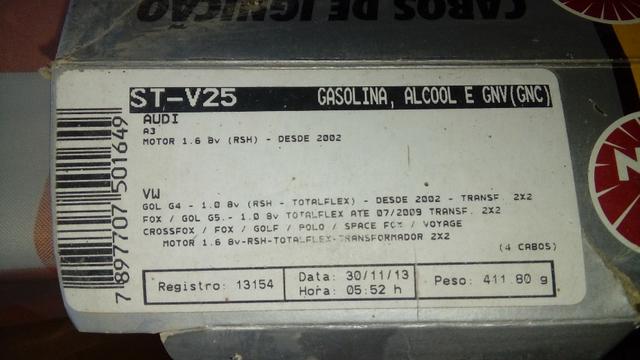 CABOS DE IGNIÇÃO
ST-V25 GASOLINA, ALCOOL E GNV(GNC)
AUDI
A3
MOTOR 1.6 8v (RSH) - DESDE 2002
VW
GOL G4 - 1.0 8v (RSH - TOTALFLEX) - DESDE 2002 - TRANSF. 2X2
FOX / GOL G5.- 1.0 8v TOTALFLEX ATE 07/2009 TRANSF. 2X2
CROSSFOX / FOX / GOLF / POLO / SPACE FOX / VOYAGE
MOTOR 1.6 8v-RSH-TOTALFLEX-TRANSFORMADOR 2X2
(4 CABOS)
Registro: 13154
Data: 30/11/13
Hora: 05:52 h
Peso: 411.80 g
7 897707 501649
N